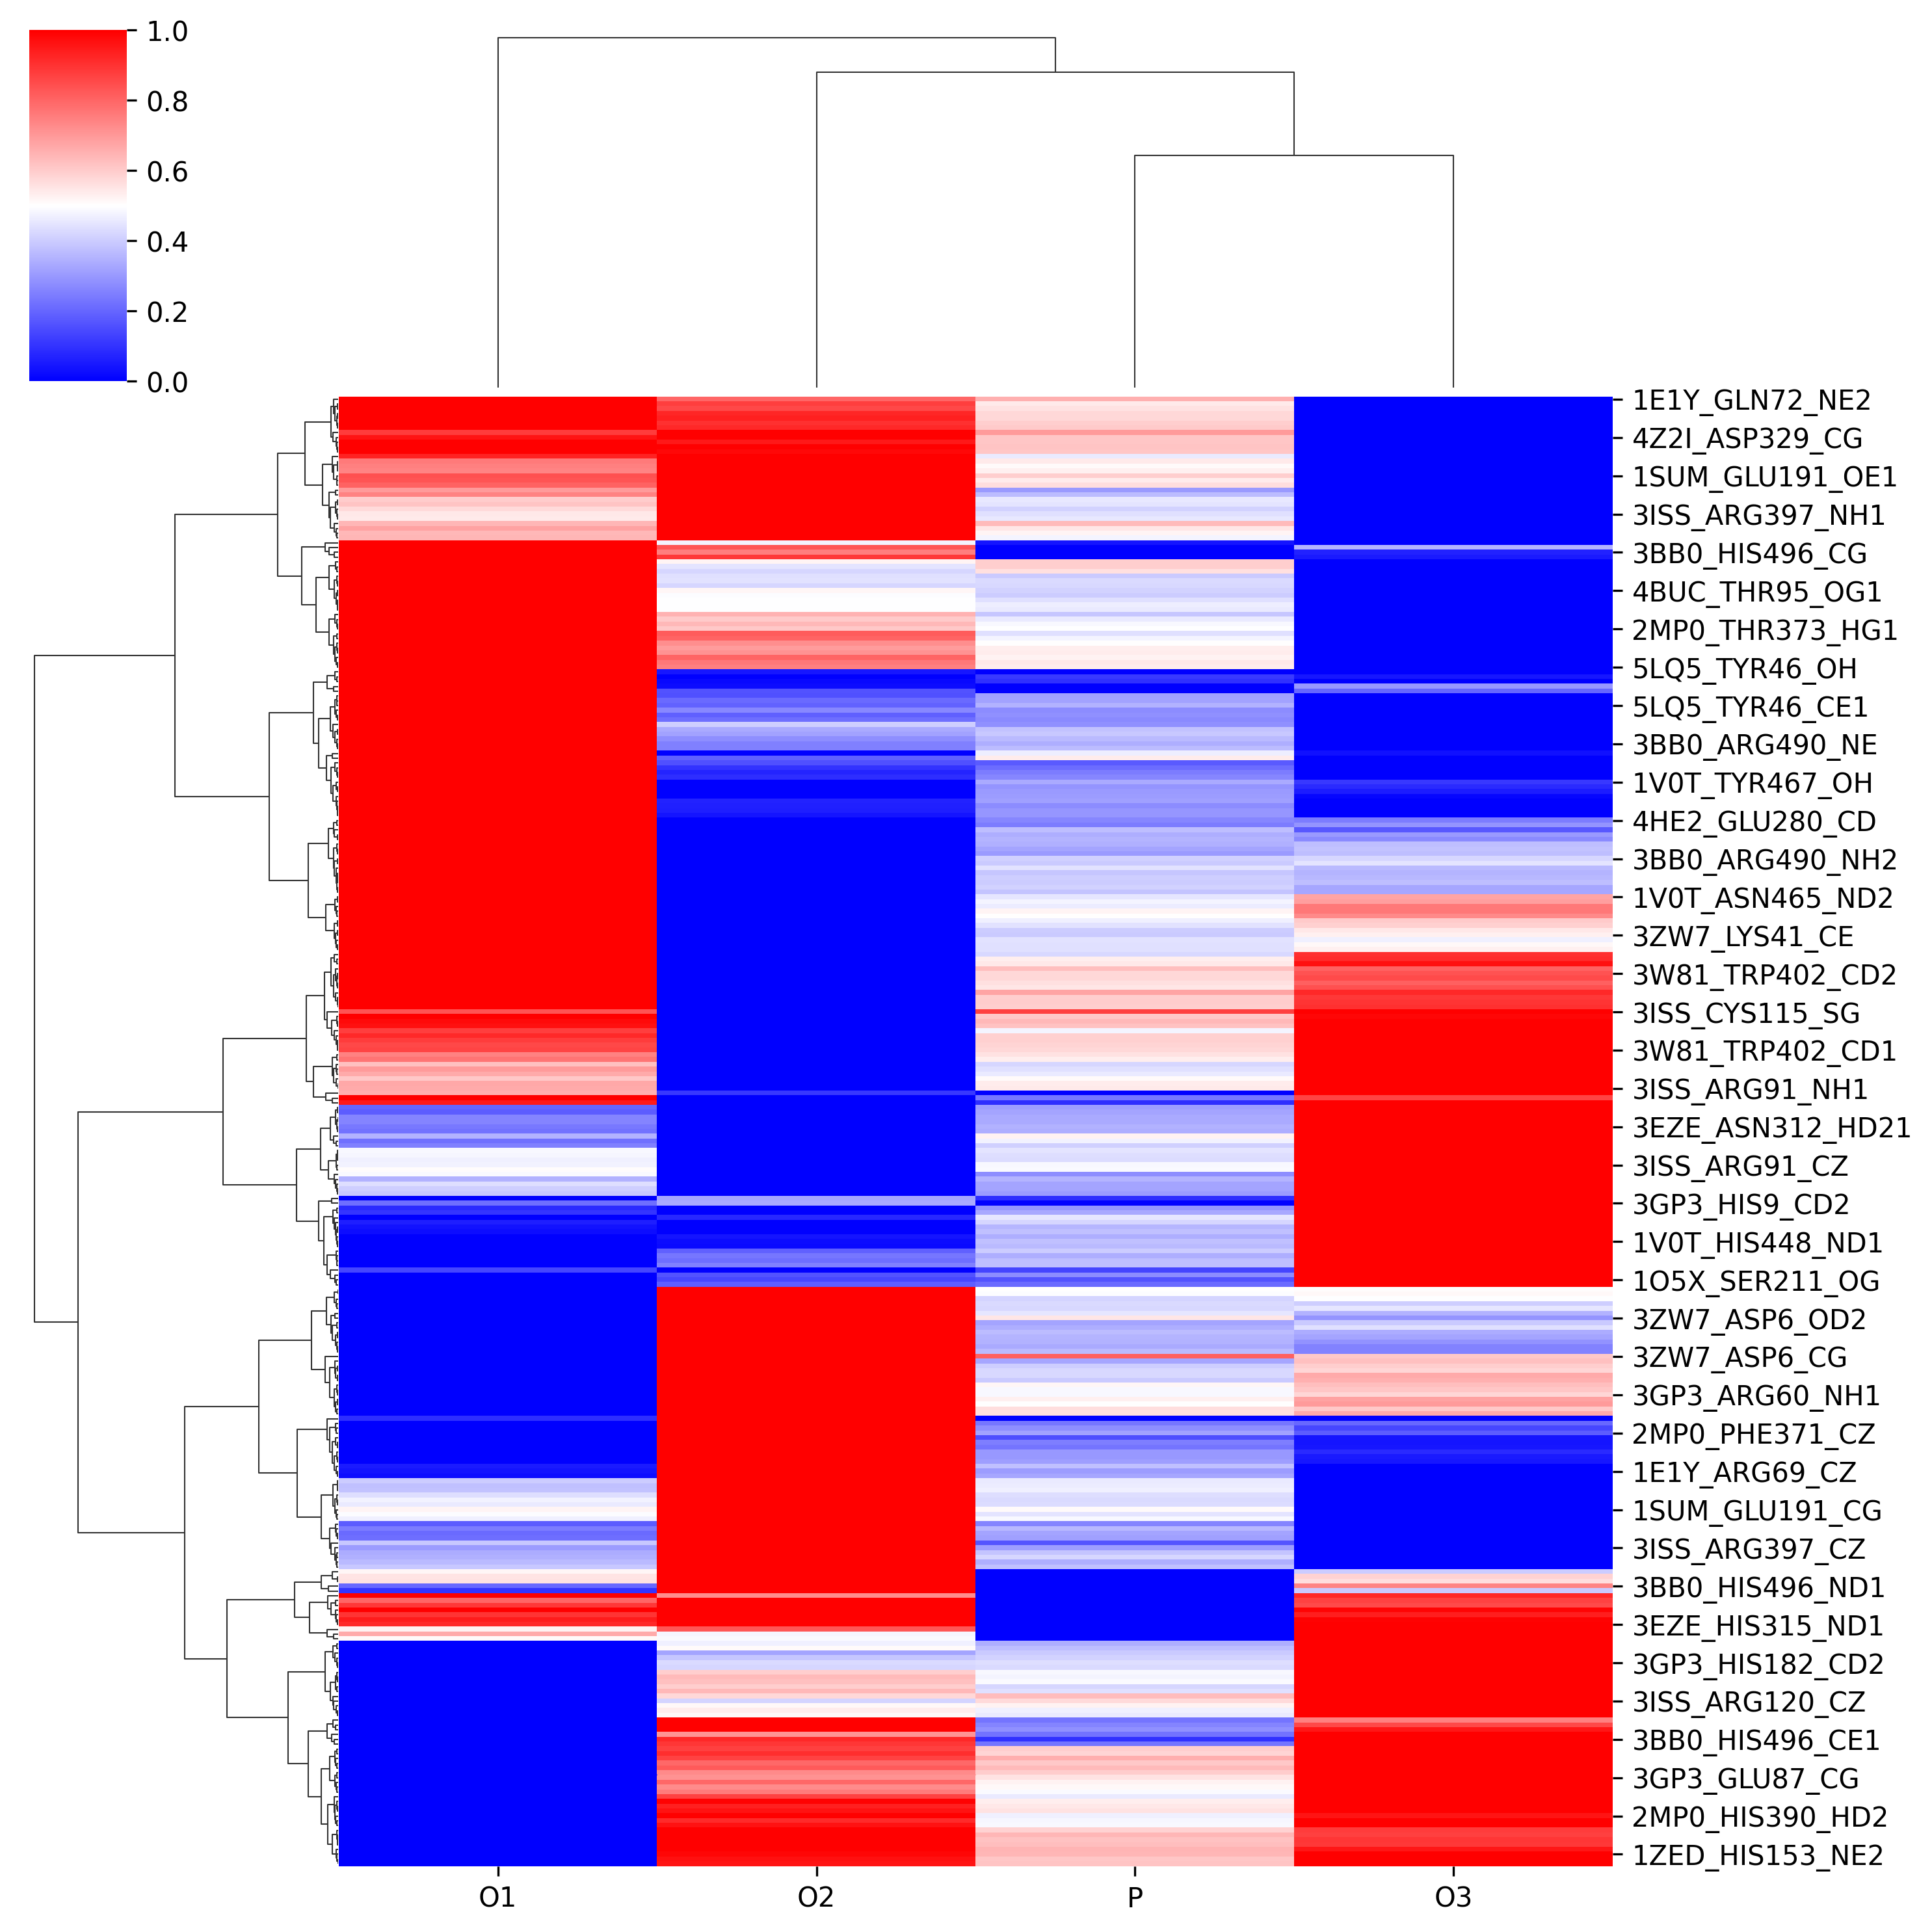 1.0
0.8
0.6
0.4
0.2
0.0
1E1Y_GLN72_NE2
4Z2I_ASP329_CG
1SUM_GLU191_OE1
3ISS_ARG397_NH1
3BB0_HIS496_CG
4BUC_THR95_OG1
2MP0_THR373_HG1
5LQ5_TYR46_OH
5LQ5_TYR46_CE1
3BB0_ARG490_NE
1V0T_TYR467_OH
4HE2_GLU280_CD
3BB0_ARG490_NH2
1V0T_ASN465_ND2
3ZW7_LYS41_CE
3W81_TRP402_CD2
3ISS_CYS115_SG
3W81_TRP402_CD1
3ISS_ARG91_NH1
3EZE_ASN312_HD21
3ISS_ARG91_CZ
3GP3_HIS9_CD2
1V0T_HIS448_ND1
1O5X_SER211_OG
3ZW7_ASP6_OD2
3ZW7_ASP6_CG
3GP3_ARG60_NH1
2MP0_PHE371_CZ
1E1Y_ARG69_CZ
1SUM_GLU191_CG
3ISS_ARG397_CZ
3BB0_HIS496_ND1
3EZE_HIS315_ND1
3GP3_HIS182_CD2
3ISS_ARG120_CZ
3BB0_HIS496_CE1
3GP3_GLU87_CG
2MP0_HIS390_HD2
1ZED_HIS153_NE2
O1 O2 P O3